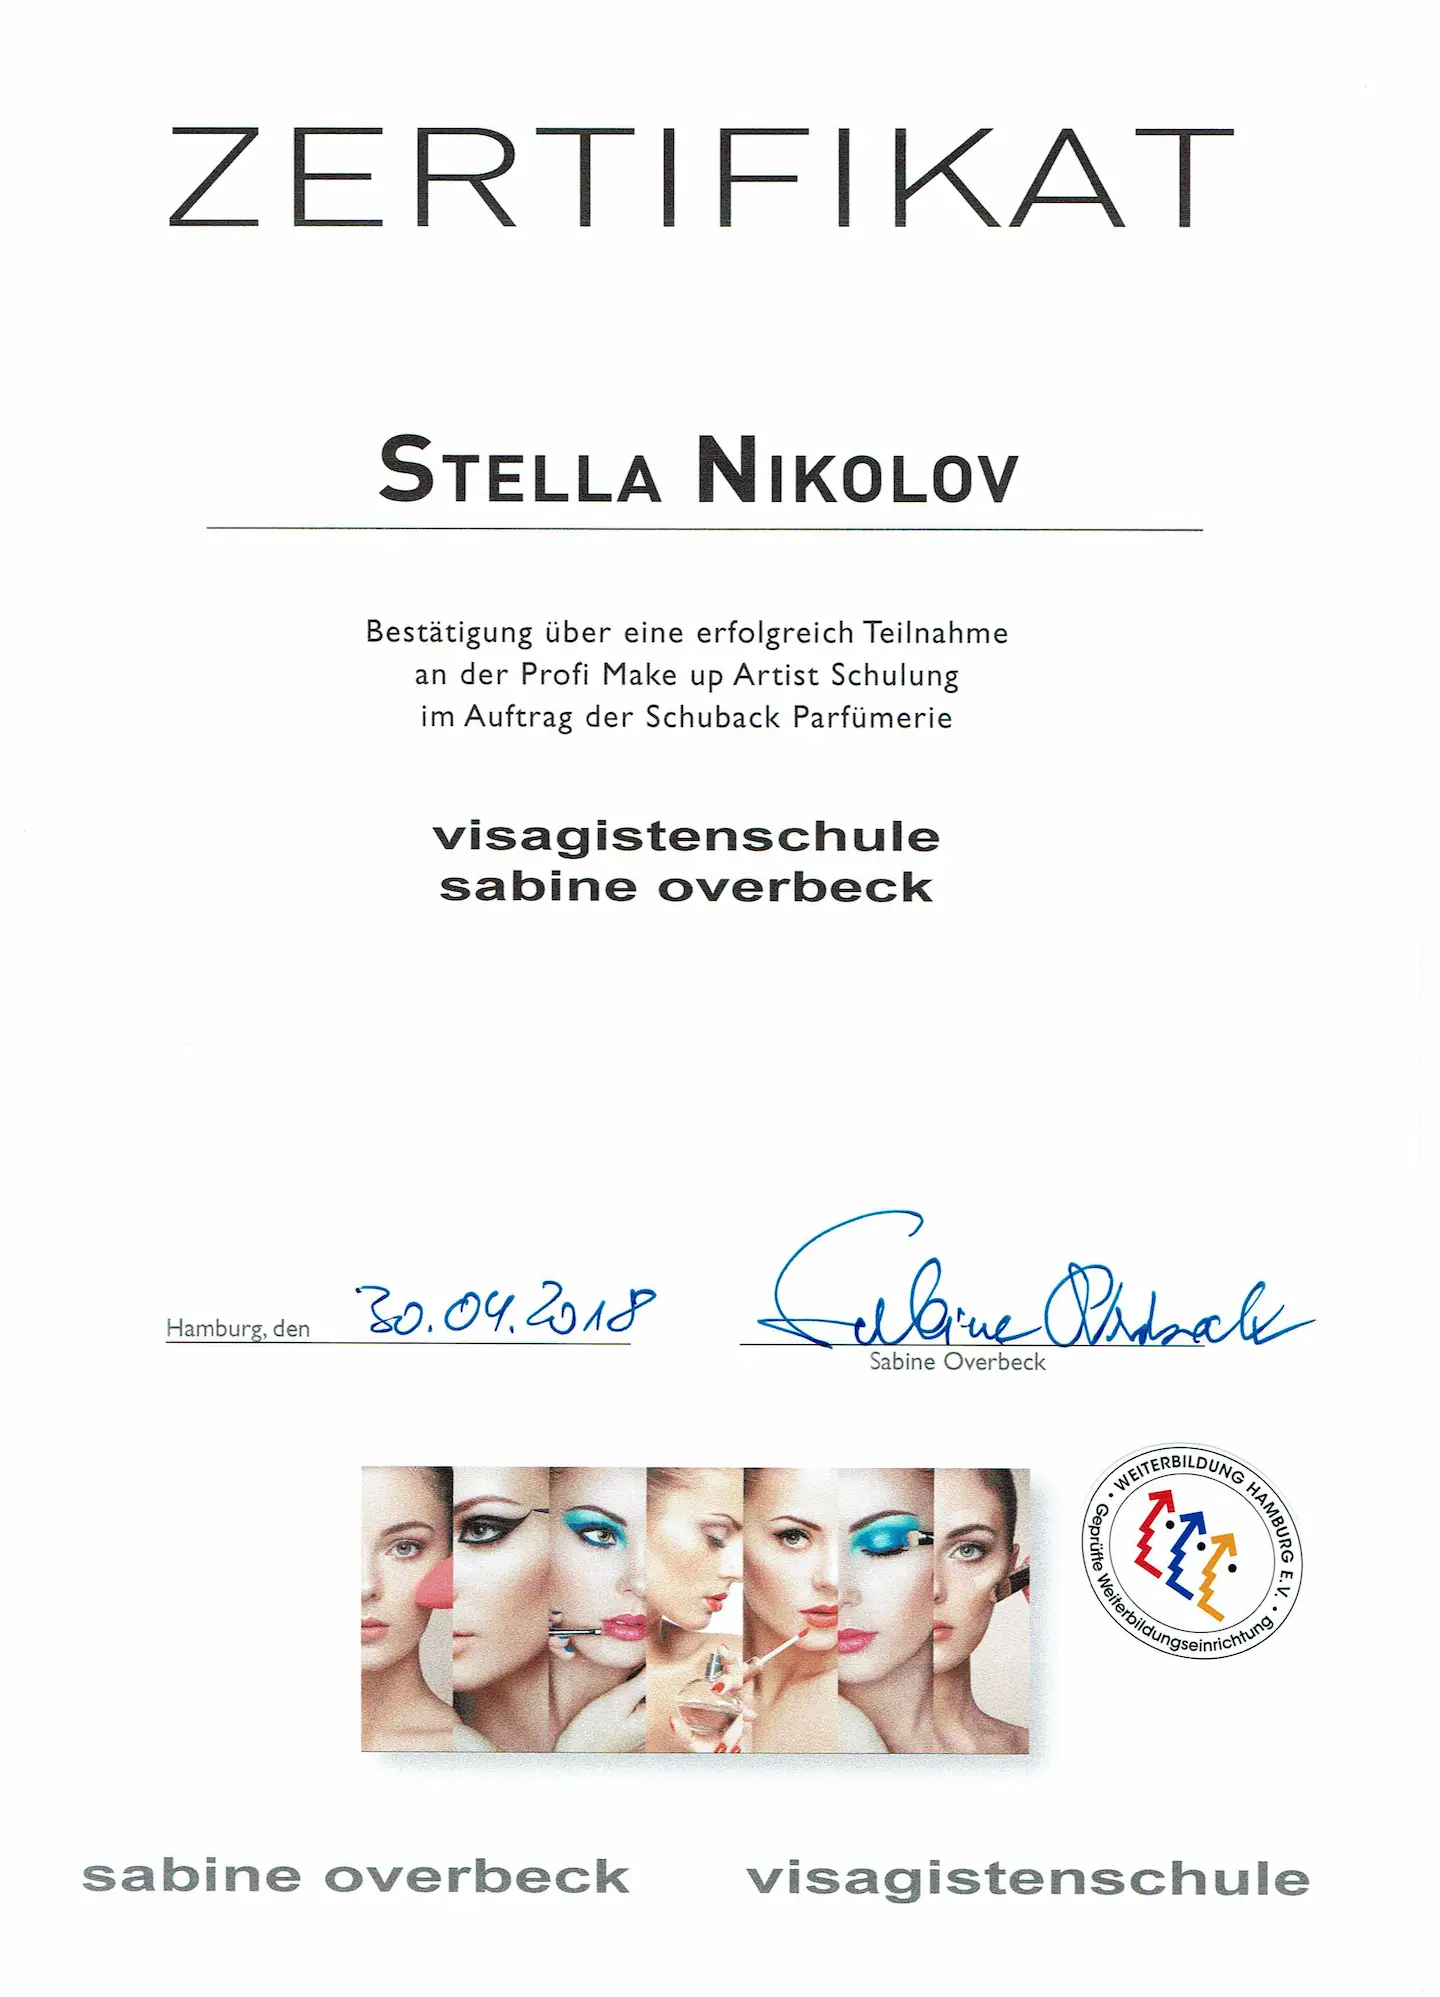 ZERTIFIKAT
STELLA NIKOLOV
Bestätigung über eine erfolgreich Teilnahme
an der Profi Make up Artist Schulung
im Auftrag der Schuback Parfümerie
visagistenschule
sabine overbeck
Hamburg, den 30.04.2018
Sabine Overbeck
Sabine Overbeck
• WEITERBILDUNG HAMBURG E.V. •
Geprüfte Weiterbildungseinrichtung
sabine overbeck visagistenschule